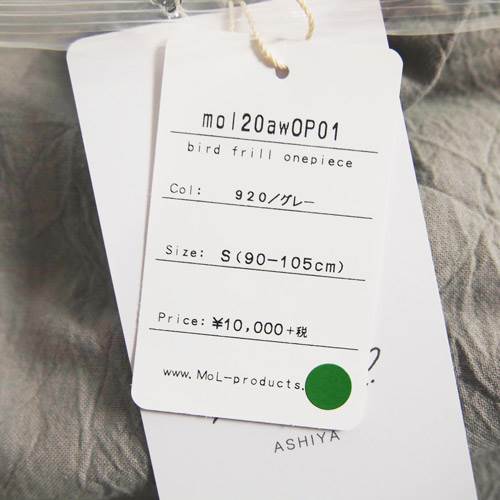 mol20awOP01
bird frill onepiece
Col: 920/グレー
Size: S(90-105cm)
Price: ¥10,000+税
www.MoL-products.
ASHIYA